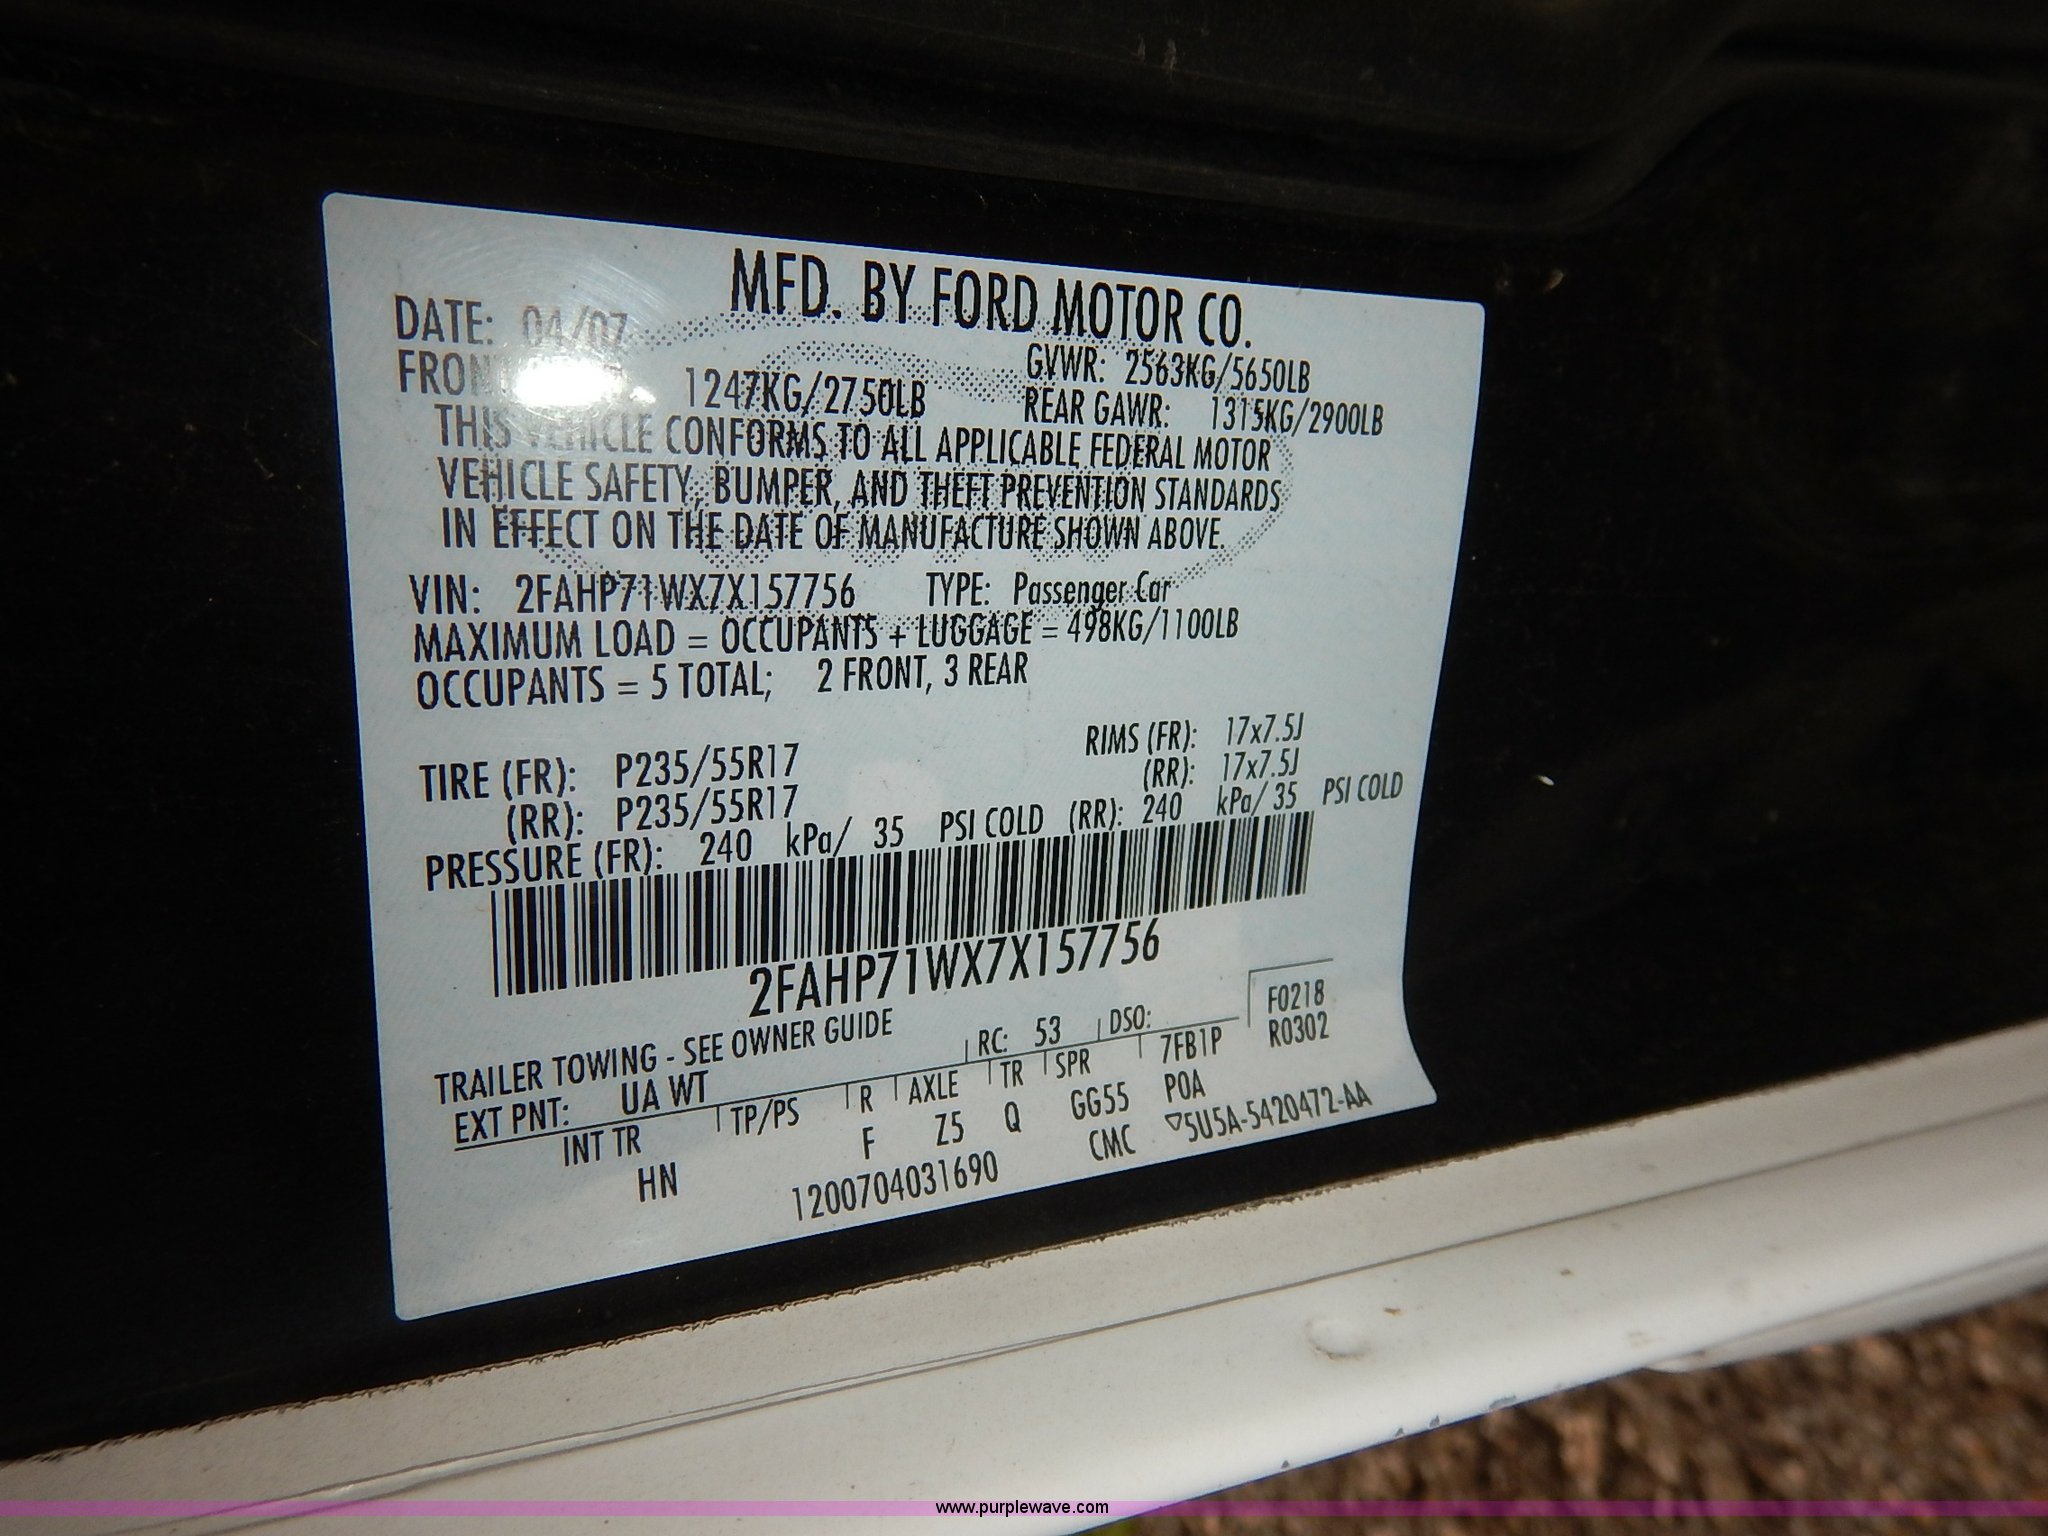 MFD. BY FORD MOTOR CO.
DATE: 04/07 GVWR: 2563KG/5650LB
FRONT 1247KG/2750LB REAR GAWR: 1315KG/2900LB
THIS VEHICLE CONFORMS TO ALL APPLICABLE FEDERAL MOTOR
VEHICLE SAFETY, BUMPER, AND THEFT PREVENTION STANDARDS
IN EFFECT ON THE DATE OF MANUFACTURE SHOWN ABOVE.
VIN: 2FAHP71WX7X157756 TYPE: Passenger Car
MAXIMUM LOAD = OCCUPANTS + LUGGAGE = 498KG/1100LB
OCCUPANTS = 5 TOTAL; 2 FRONT, 3 REAR
TIRE (FR): P235/55R17 RIMS (FR): 17x7.5J
(RR): P235/55R17 (RR): 17x7.5J
PRESSURE (FR): 240 kPa/ 35 PSI COLD (RR): 240 kPa/ 35 PSI COLD
2FAHP71WX7X157756
TRAILER TOWING - SEE OWNER GUIDE F0218
EXT PNT: UA WT RC: 53 DSO: R0302
INT TR TP/PS R AXLE TR SPR 7FB1P
HN F Z5 Q GG55 POA
1200704031690 CMC ▽5U5A-5420472-AA
www.purplewave.com